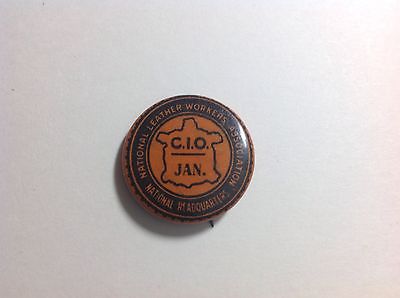 NATIONAL LEATHER WORKERS ASSOCIATION
C.I.O.
JAN.
NATIONAL HEADQUARTERS